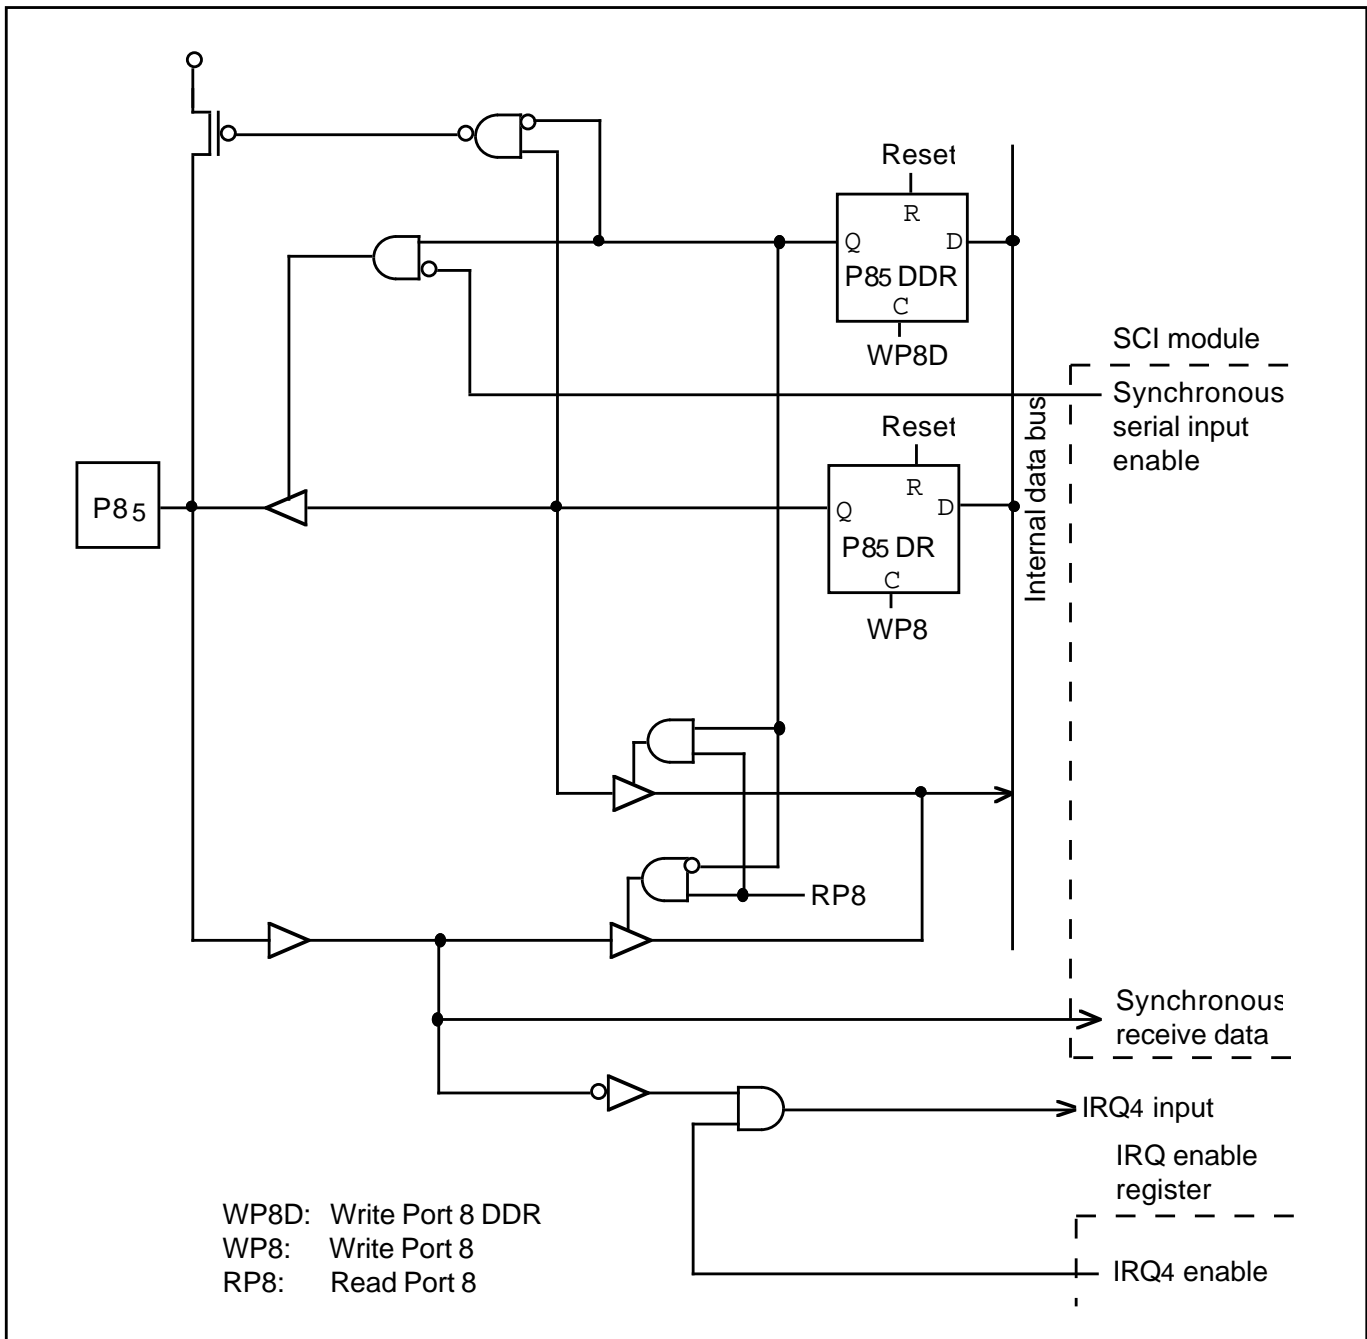 Reset
R
Q D
P85 DDR
C
WP8D
SCI module
Synchronous
serial input
enable
Internal data bus
Reset
R
Q D
P85 DR
C
WP8
P85
RP8
Synchronous
receive data
IRQ4 input
IRQ enable
register
IRQ4 enable
WP8D: Write Port 8 DDR
WP8: Write Port 8
RP8: Read Port 8